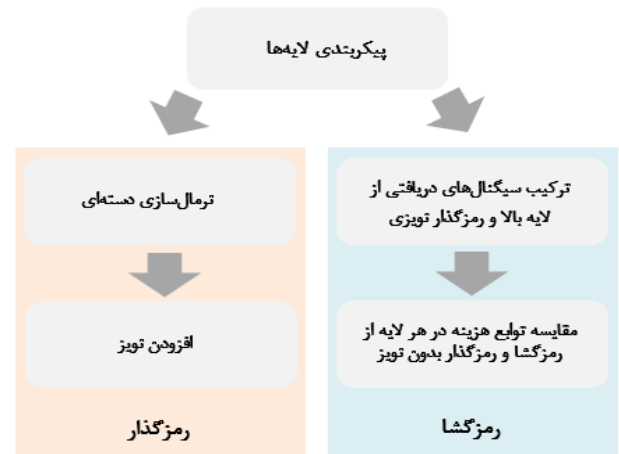 پیکربندی لایه‌ها
نرمال‌سازی دسته‌ای
افزودن نویز
رمزگذار
ترکیب سیگنال‌های دریافتی از
لایه بالا و رمزگذار نویزی
مقایسه توابع هزینه در هر لایه از
رمزگشا و رمزگذار بدون نویز
رمزگشا